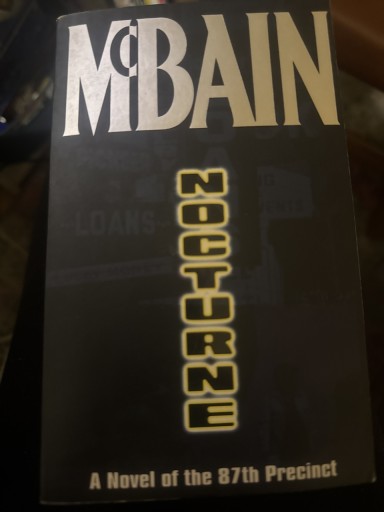 McBAIN
LOANS
NOCTURNE
A Novel of the 87th Precinct